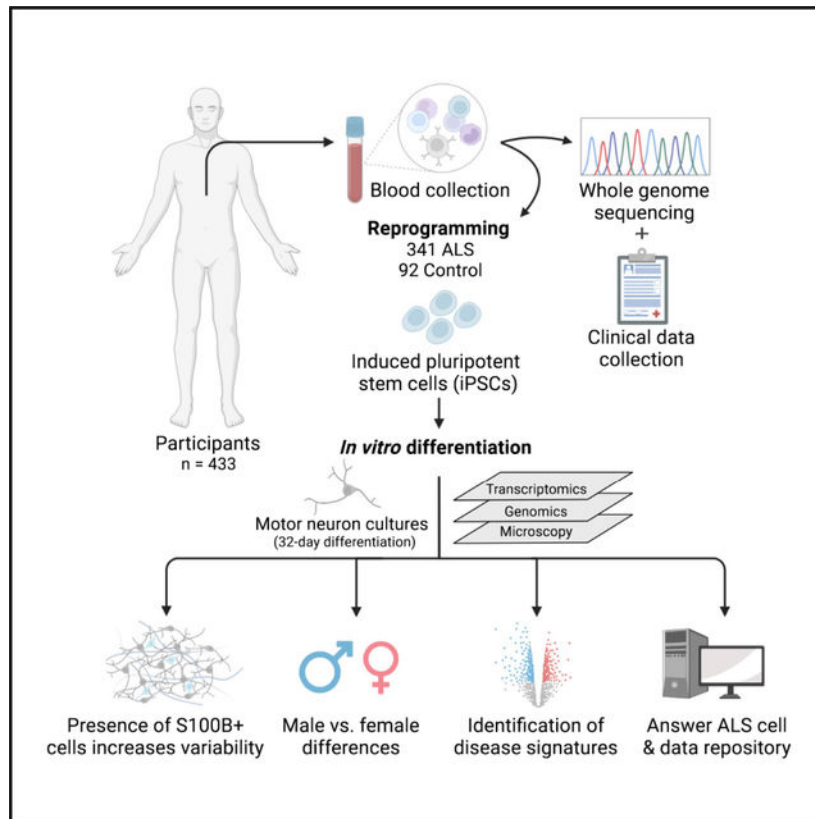 Blood collection
Whole genome
sequencing
+
Clinical data
collection
Reprogramming
341 ALS
92 Control
Induced pluripotent
stem cells (iPSCs)
Participants
n = 433
In vitro differentiation
Motor neuron cultures
(32-day differentiation)
Transcriptomics
Genomics
Microscopy
Presence of S100B+
cells increases variability
Male vs. female
differences
Identification of
disease signatures
Answer ALS cell
& data repository